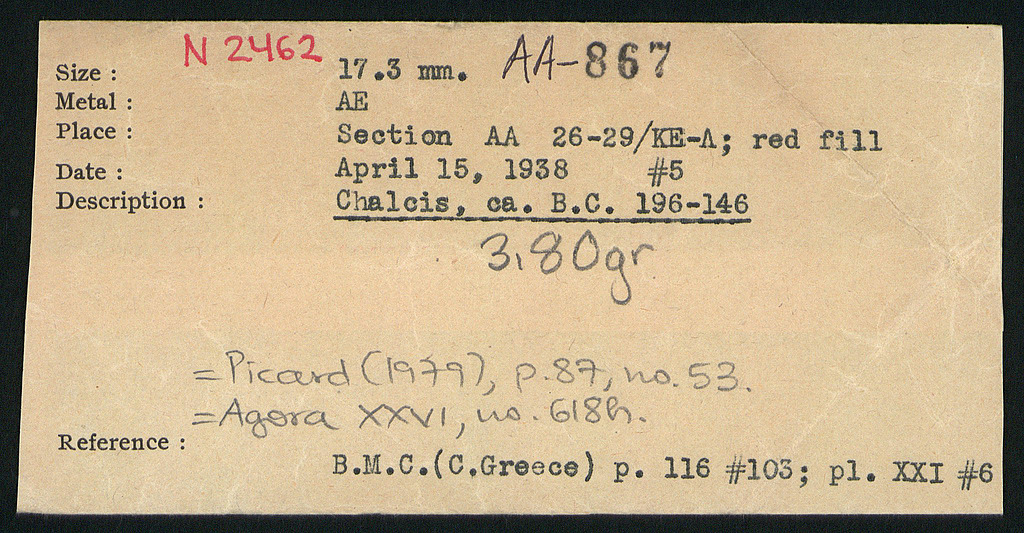 N 2462 AA-867
Size : 17.3 mm.
Metal : AE
Place : Section AA 26-29/KE-A; red fill
Date : April 15, 1938 #5
Description : Chalcis, ca. B.C. 196-146
3.80gr
=Picard (1979), p.87, no. 53.
=Agora XXVI, no. 618h.
Reference :
B.M.C.(C.Greece) p. 116 #103; pl. XXI #6